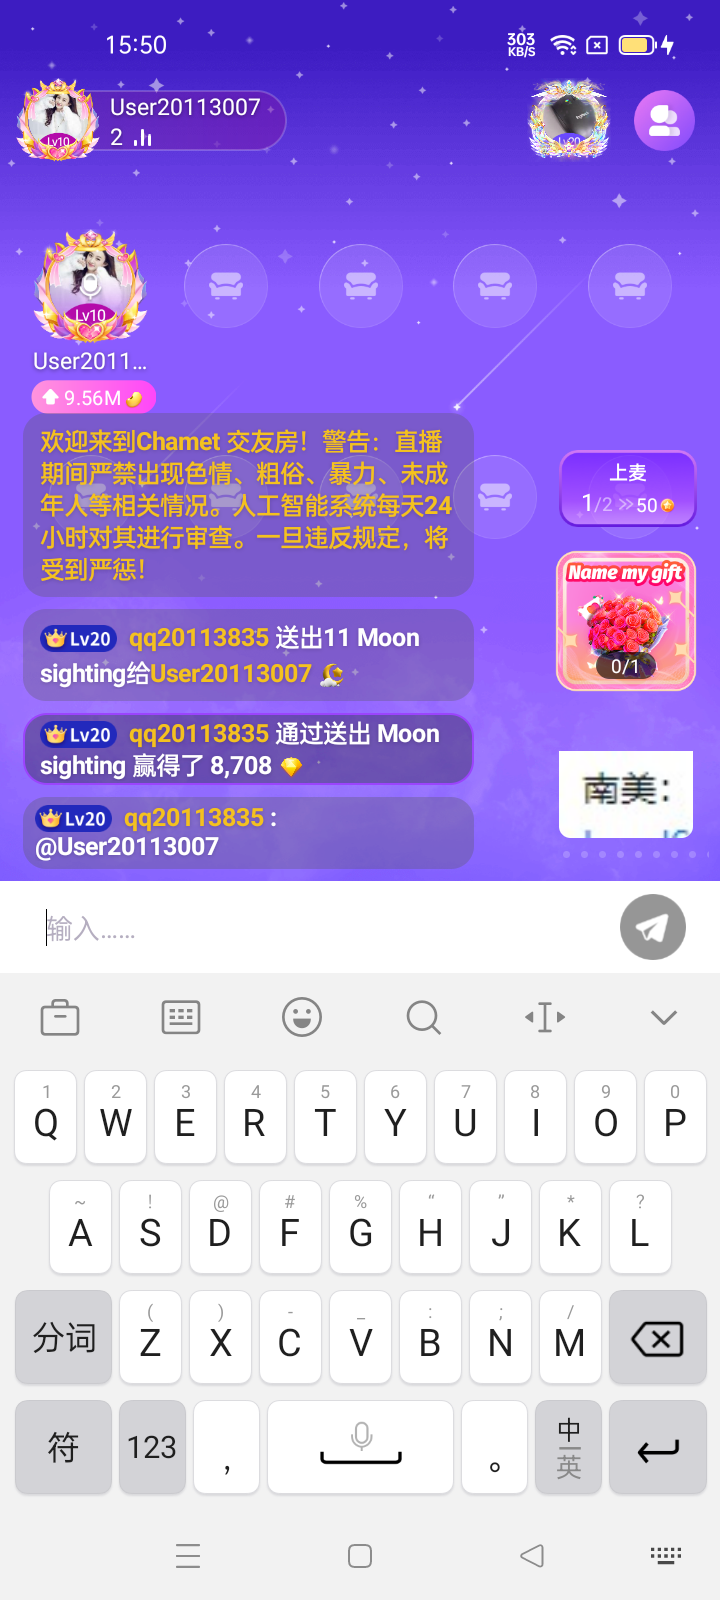 15:50
303
KB/S
User20113007
2
Lv10
Lv20
Lv10
User2011...
9.56M
欢迎来到Chamet 交友房！警告：直播
期间严禁出现色情、粗俗、暴力、未成
年人等相关情况。人工智能系统每天24
小时对其进行审查。一旦违反规定，将
受到严惩！
上麦
1/2 50
Name my gift
0/1
Lv20 qq20113835 送出11 Moon
sighting给User20113007
Lv20 qq20113835 通过送出 Moon
sighting 赢得了 8,708
南美：
Lv20 qq20113835 :
@User20113007
输入......
1 2 3 4 5 6 7 8 9 0
Q W E R T Y U I O P
~ ! @ # % “ ” * ?
A S D F G H J K L
( ) - _ : ; /
分词 Z X C V B N M
符 123 , 。 中
英